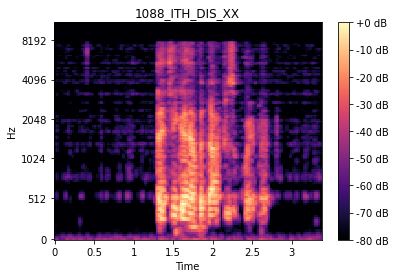 1088_ITH_DIS_XX
8192
4096
2048
1024
512
0
Hz
0 0.5 1 1.5 2 2.5 3
Time
+0 dB
-10 dB
-20 dB
-30 dB
-40 dB
-50 dB
-60 dB
-70 dB
-80 dB